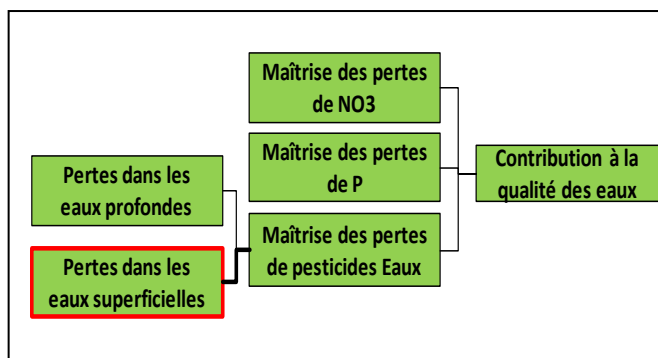 Maîtrise des pertes
de NO3
Maîtrise des pertes
de P
Contribution à la
qualité des eaux
Pertes dans les
eaux profondes
Maîtrise des pertes
de pesticides Eaux
Pertes dans les
eaux superficielles